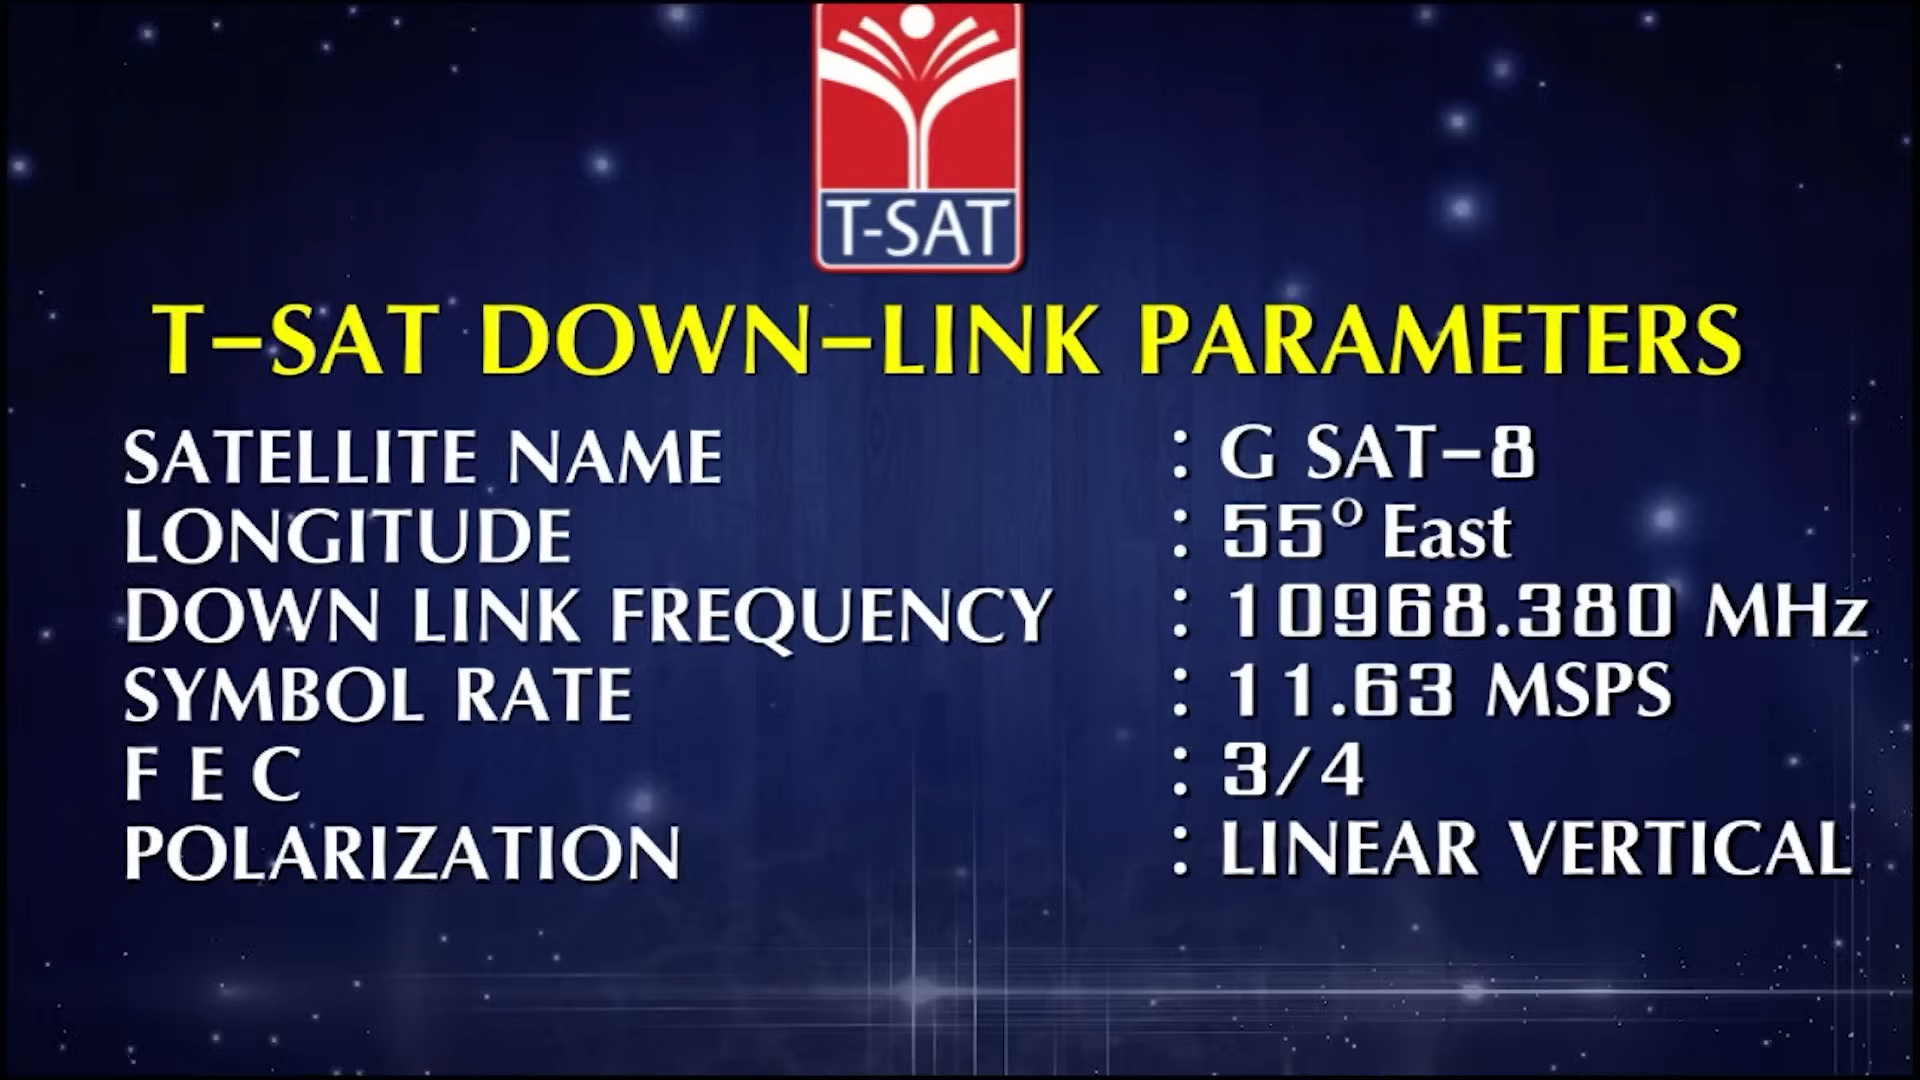 T-SAT
T-SAT DOWN-LINK PARAMETERS
SATELLITE NAME : G SAT-8
LONGITUDE : 55° East
DOWN LINK FREQUENCY : 10968.380 MHz
SYMBOL RATE : 11.63 MSPS
F E C : 3/4
POLARIZATION : LINEAR VERTICAL